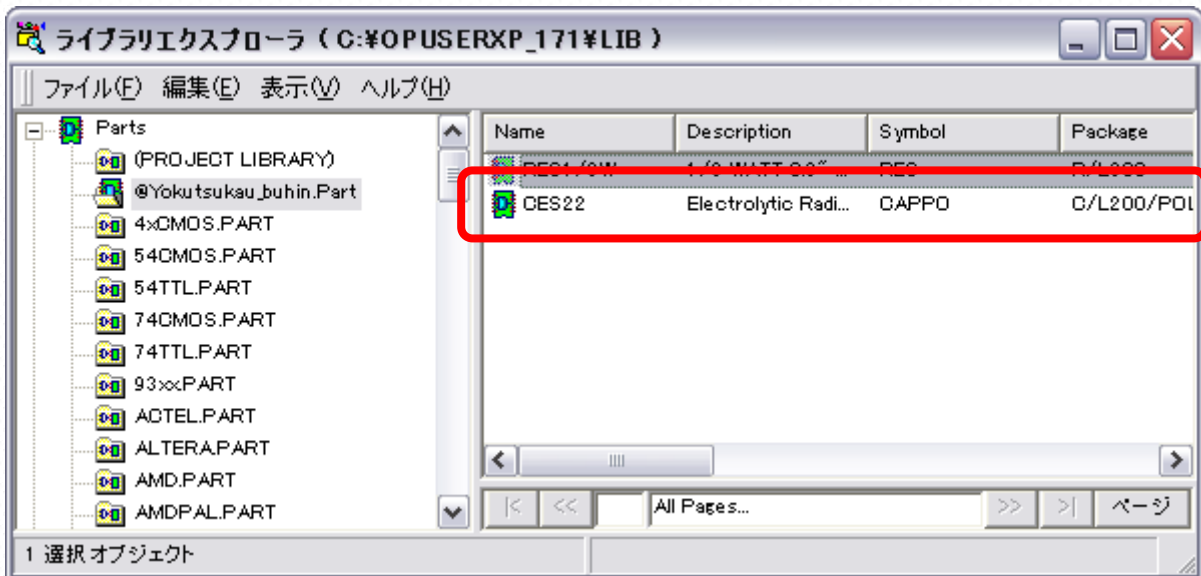 ライブラリエクスプローラ ( C:¥OPUSERXP_171¥LIB )
ファイル(F) 編集(E) 表示(V) ヘルプ(H)
Parts
(PROJECT LIBRARY)
@Yokutsukau_buhin.Part
4xCMOS.PART
54CMOS.PART
54TTL.PART
74CMOS.PART
74TTL.PART
93xx.PART
ACTEL.PART
ALTERA.PART
AMD.PART
AMDPAL.PART
Name Description Symbol Package
CES22 Electrolytic Radi... CAPPO C/L200/POL
|< << All Pages... >> >| ページ
1 選択オブジェクト